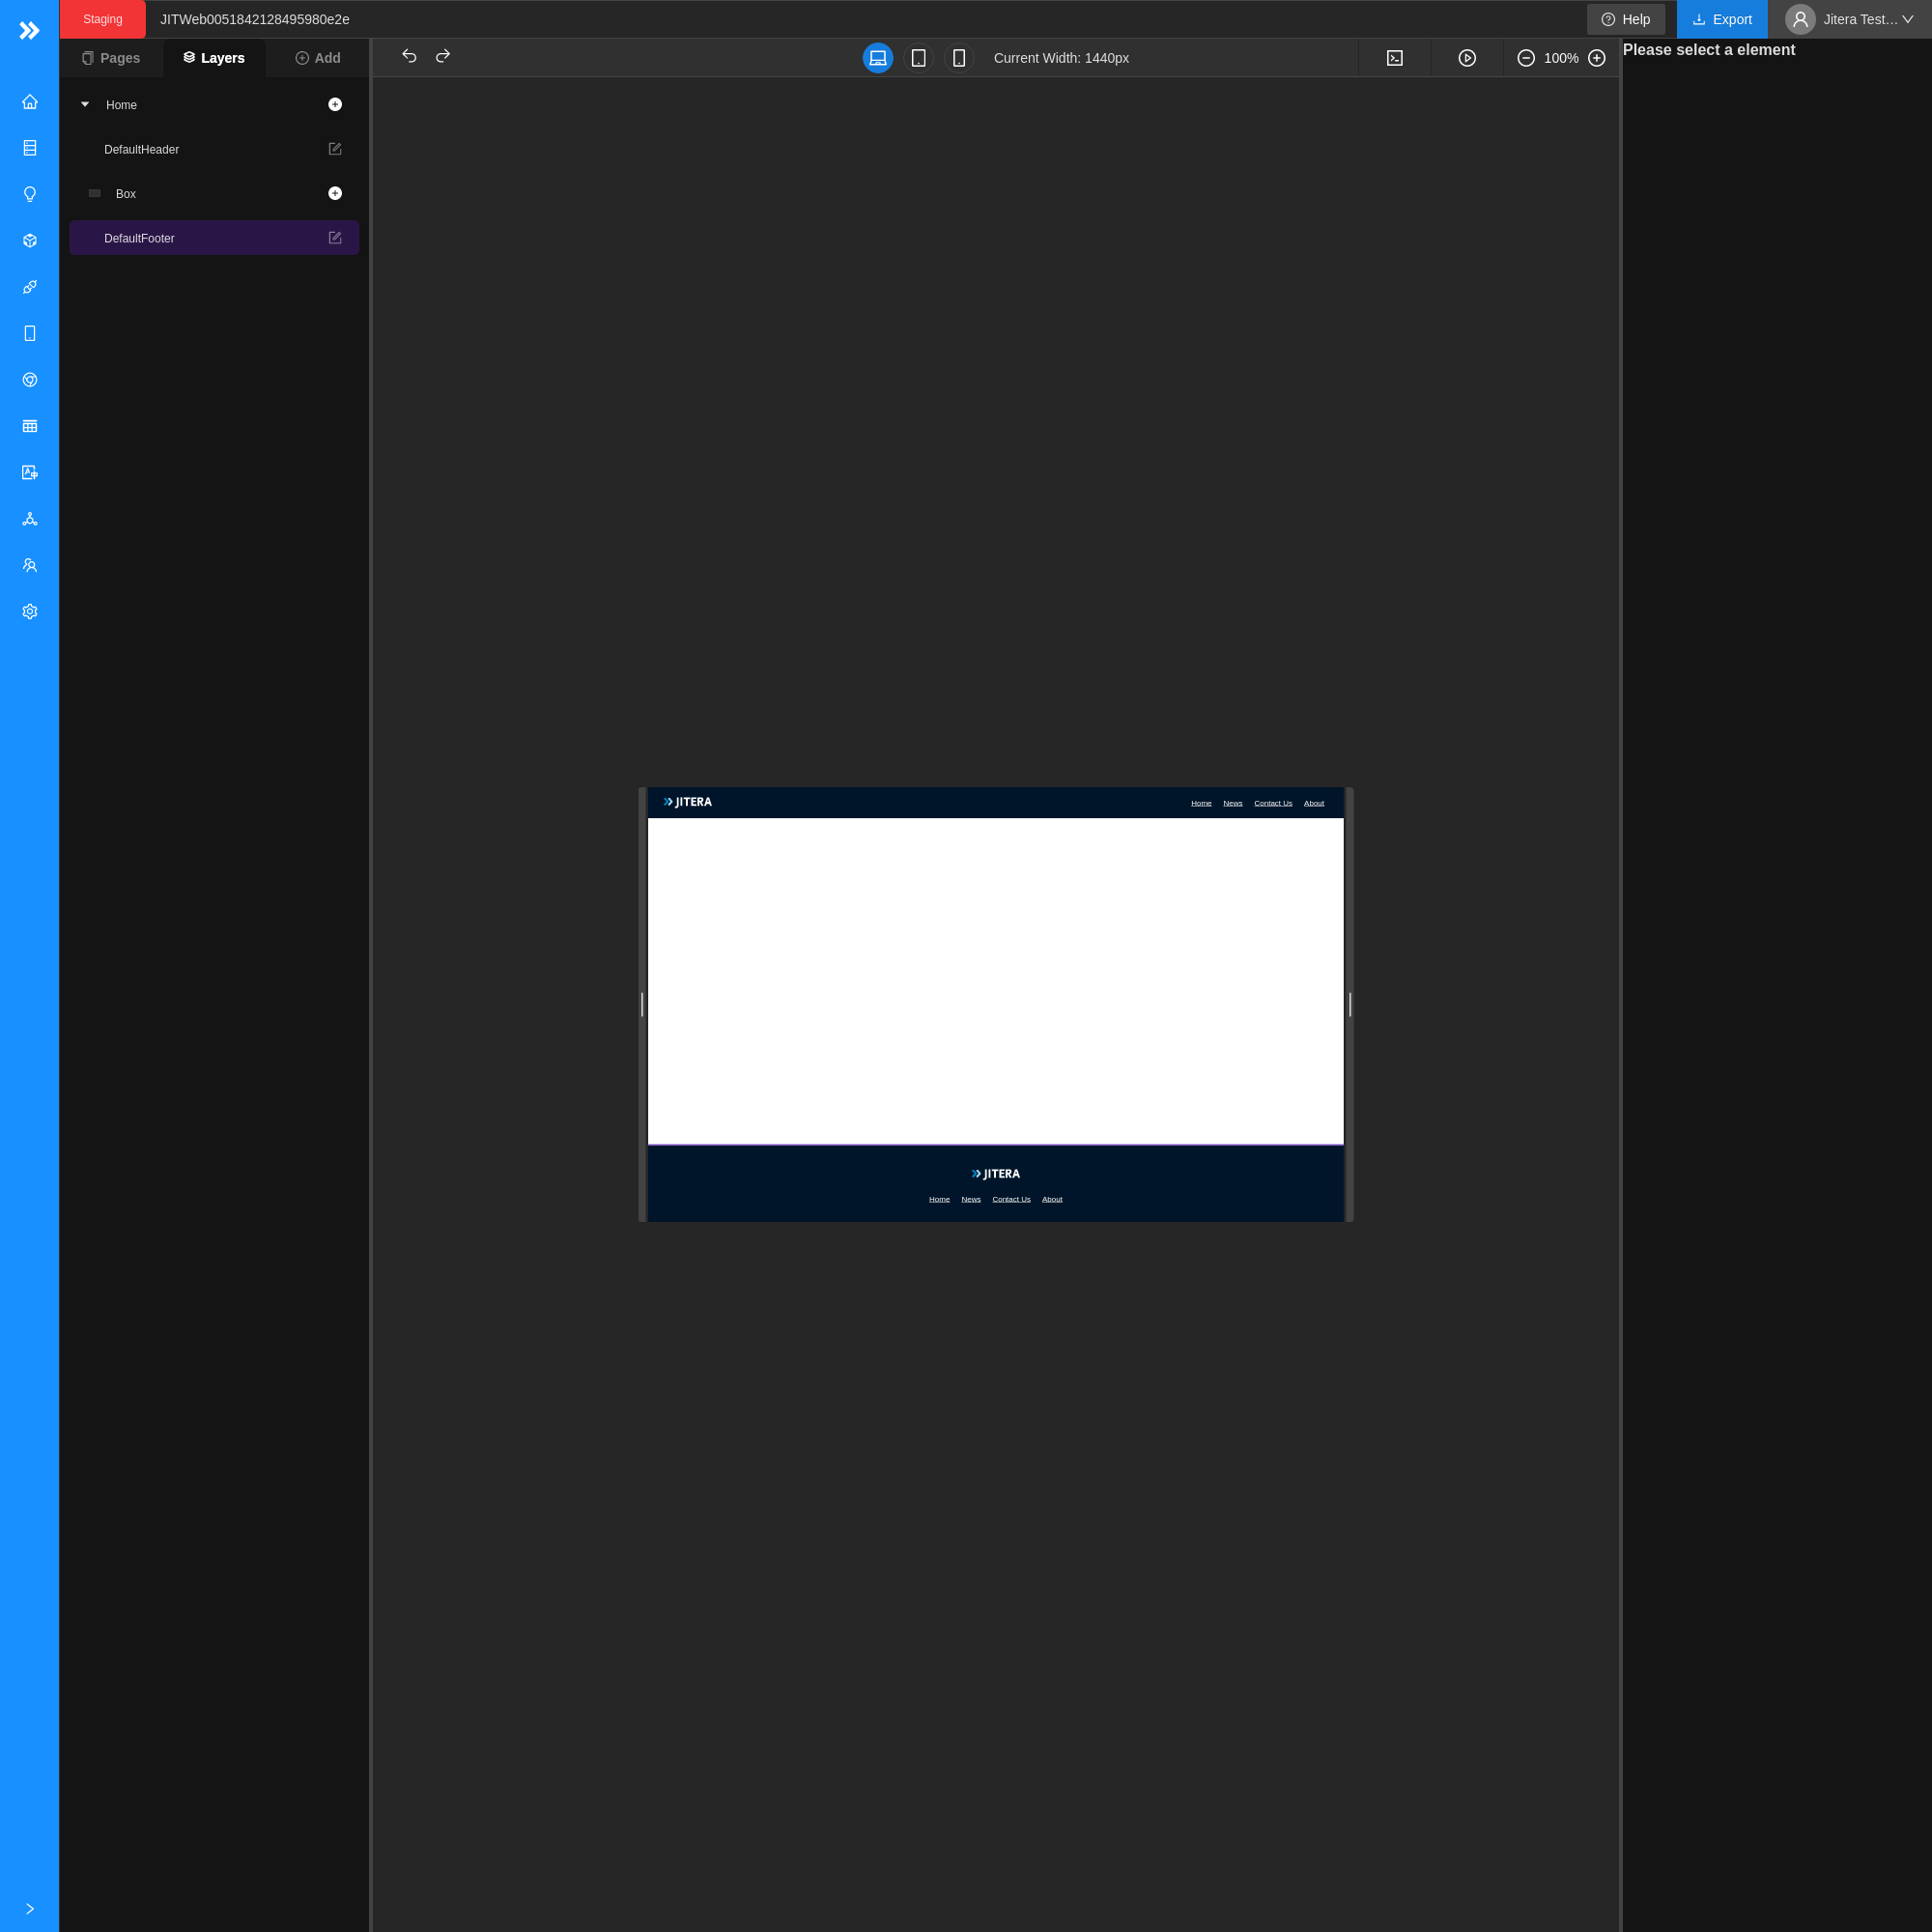 Staging
JITWeb0051842128495980e2e
Help
Export
Jitera Test...
Pages
Layers
Add
Current Width: 1440px
100%
Please select a element
Home
DefaultHeader
Box
DefaultFooter
JITERA
Home News Contact Us About
JITERA
Home News Contact Us About